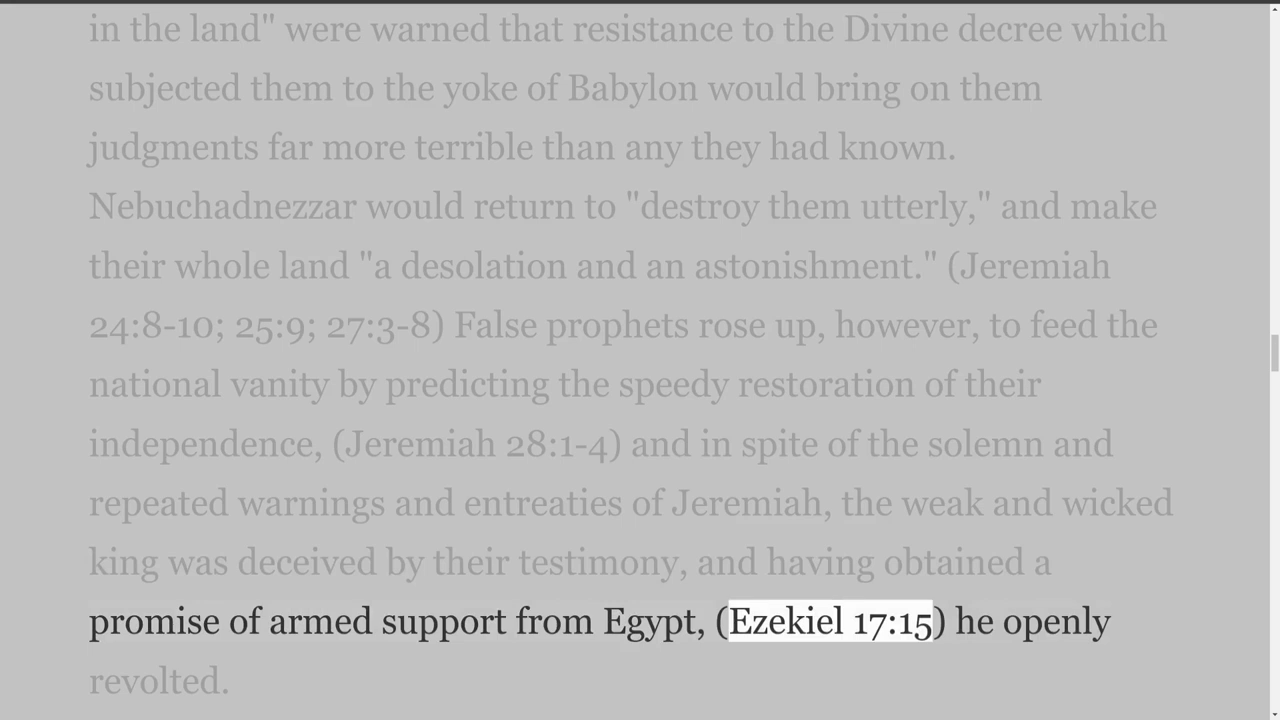 in the land" were warned that resistance to the Divine decree which
subjected them to the yoke of Babylon would bring on them
judgments far more terrible than any they had known.
Nebuchadnezzar would return to "destroy them utterly," and make
their whole land "a desolation and an astonishment." (Jeremiah
24:8-10; 25:9; 27:3-8) False prophets rose up, however, to feed the
national vanity by predicting the speedy restoration of their
independence, (Jeremiah 28:1-4) and in spite of the solemn and
repeated warnings and entreaties of Jeremiah, the weak and wicked
king was deceived by their testimony, and having obtained a
promise of armed support from Egypt, (Ezekiel 17:15) he openly
revolted.